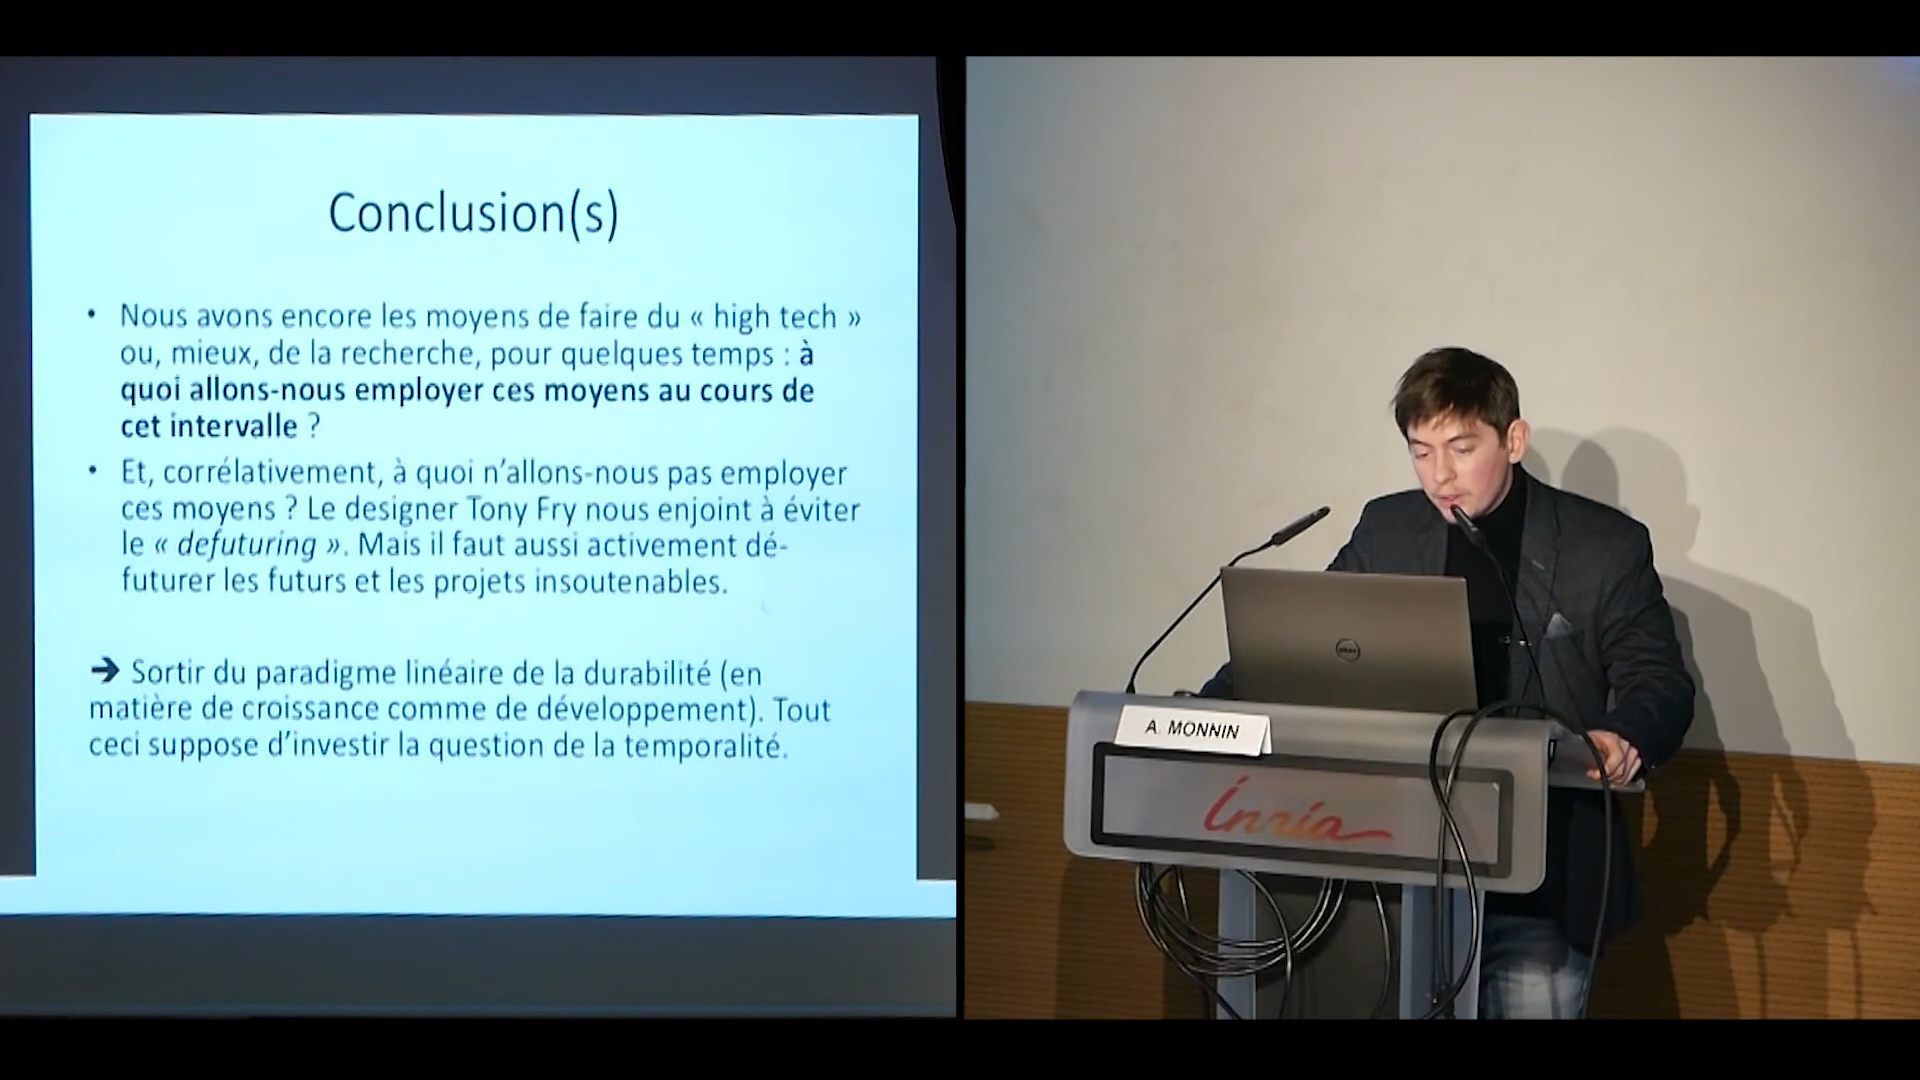 Conclusion(s)
• Nous avons encore les moyens de faire du « high tech »
ou, mieux, de la recherche, pour quelques temps : à
quoi allons-nous employer ces moyens au cours de
cet intervalle ?
• Et, corrélativement, à quoi n’allons-nous pas employer
ces moyens ? Le designer Tony Fry nous enjoint à éviter
le « defuturing ». Mais il faut aussi activement dé-
futurer les futurs et les projets insoutenables.
➔ Sortir du paradigme linéaire de la durabilité (en
matière de croissance comme de développement). Tout
ceci suppose d’investir la question de la temporalité.
DELL
A. MONNIN
Inria